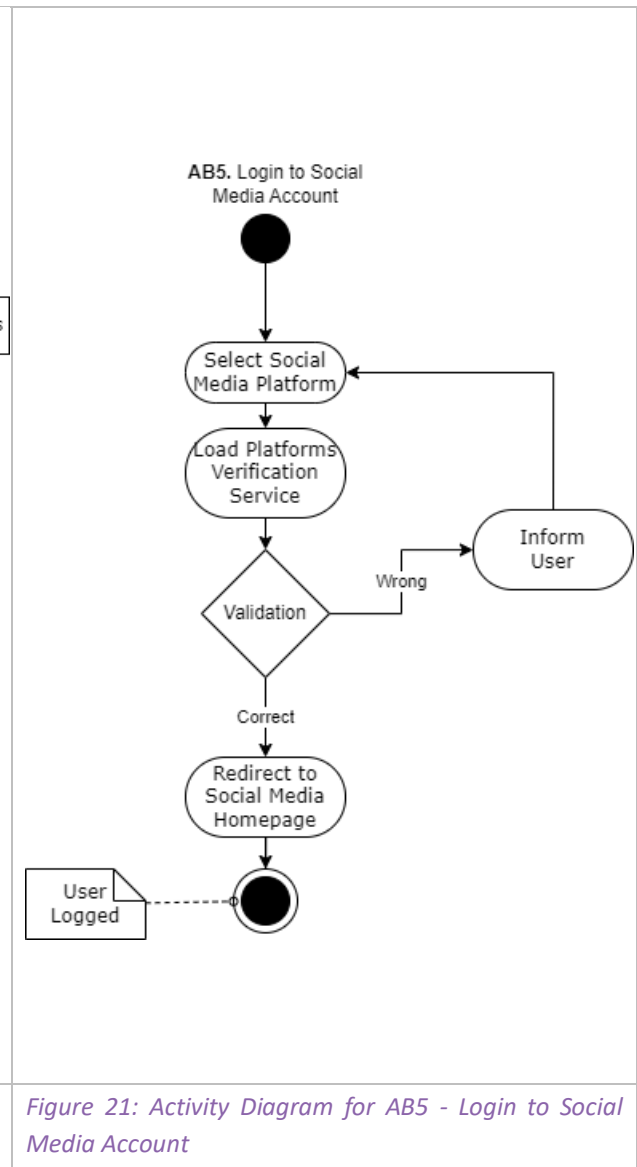 AB5. Login to Social
Media Account
s
Select Social
Media Platform
Load Platforms
Verification
Service
Inform
User
Wrong
Validation
Correct
Redirect to
Social Media
Homepage
User
Logged
Figure 21: Activity Diagram for AB5 - Login to Social
Media Account